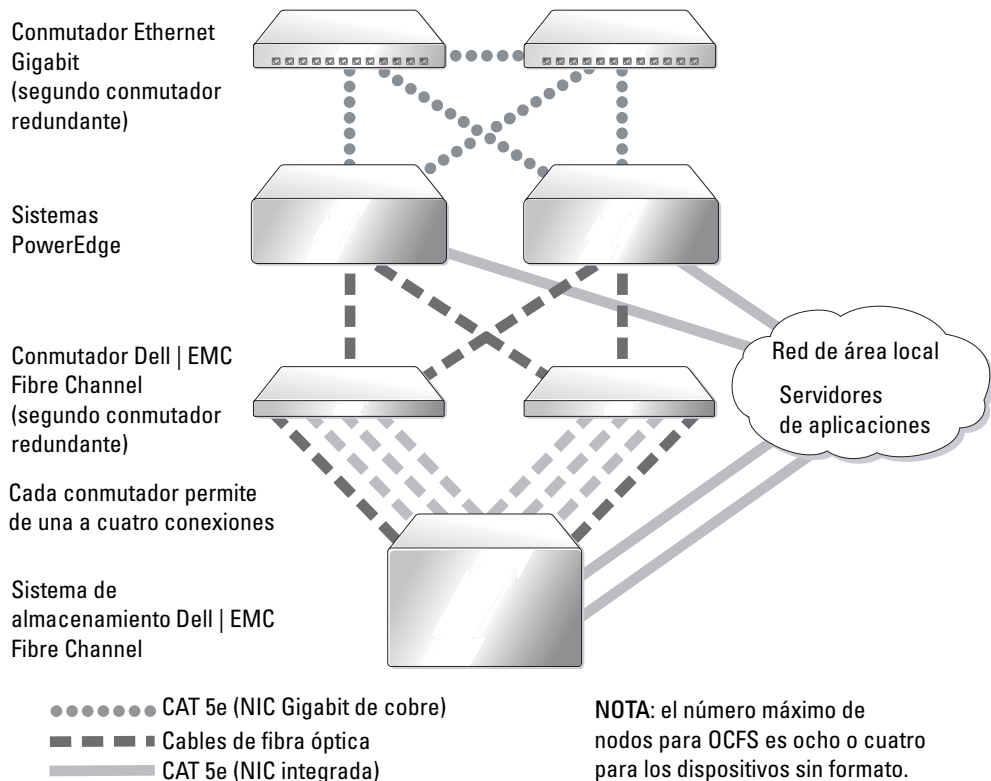 Conmutador Ethernet
Gigabit
(segundo conmutador
redundante)
Sistemas
PowerEdge
Conmutador Dell | EMC
Fibre Channel
(segundo conmutador
redundante)
Red de área local
Servidores
de aplicaciones
Cada conmutador permite
de una a cuatro conexiones
Sistema de
almacenamiento Dell | EMC
Fibre Channel
CAT 5e (NIC Gigabit de cobre)
Cables de fibra óptica
CAT 5e (NIC integrada)
NOTA: el número máximo de
nodos para OCFS es ocho o cuatro
para los dispositivos sin formato.